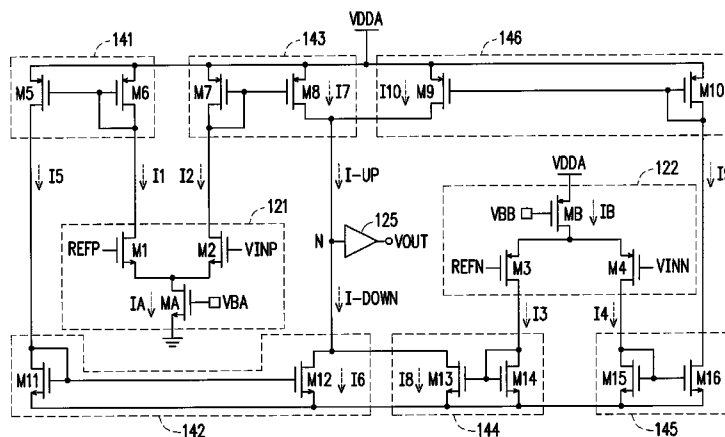 VDDA
141
143
146
M5
M6
M7
M8
I7
I10
M9
M10
I5
I1
I2
I-UP
VDDA
122
121
VBB
MB
IB
REFP
M1
M2
VINP
N
125
VOUT
REFN
M3
M4
VINN
IA
MA
VBA
I-DOWN
I3
I4
M11
M12
I6
I8
M13
M14
M15
M16
142
144
145